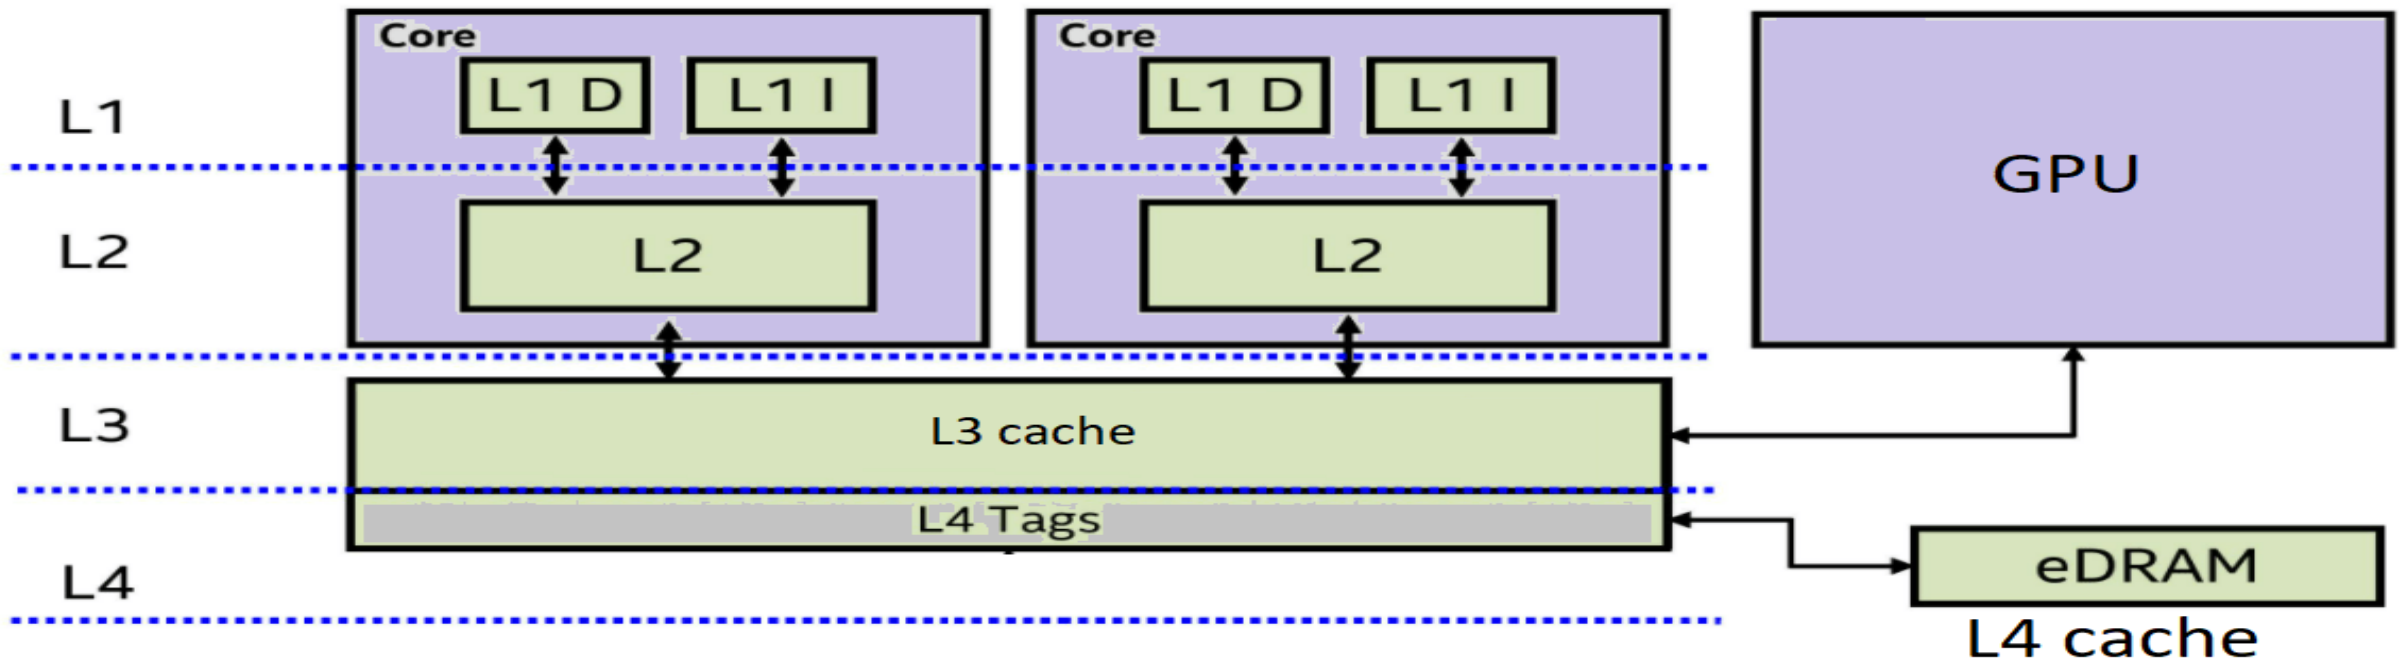 Core
Core
L1 D
L1 I
L1 D
L1 I
L1
GPU
L2
L2
L2
L3
L3 cache
L4 Tags
L4
eDRAM
L4 cache